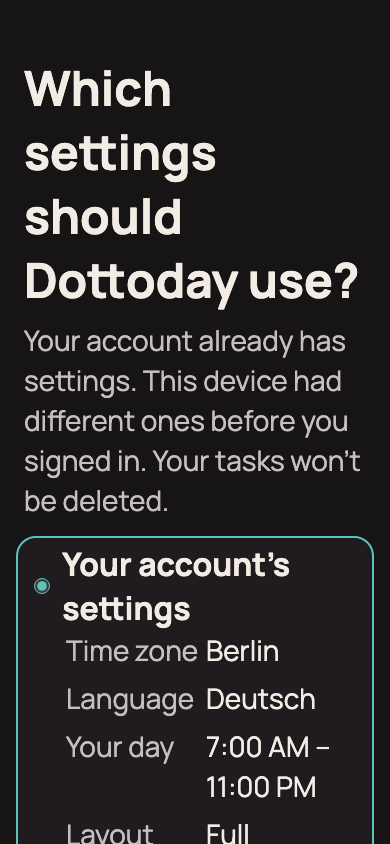 Which
settings
should
Dottoday use?
Your account already has
settings. This device had
different ones before you
signed in. Your tasks won’t
be deleted.
Your account’s
settings
Time zone Berlin
Language Deutsch
Your day 7:00 AM –
11:00 PM
Layout Full